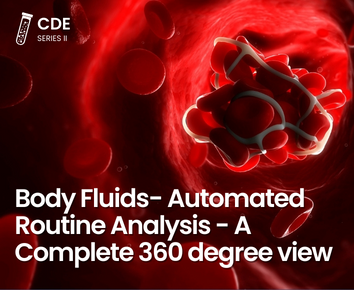 CDE
SERIES II
Body Fluids- Automated
Routine Analysis - A
Complete 360 degree view